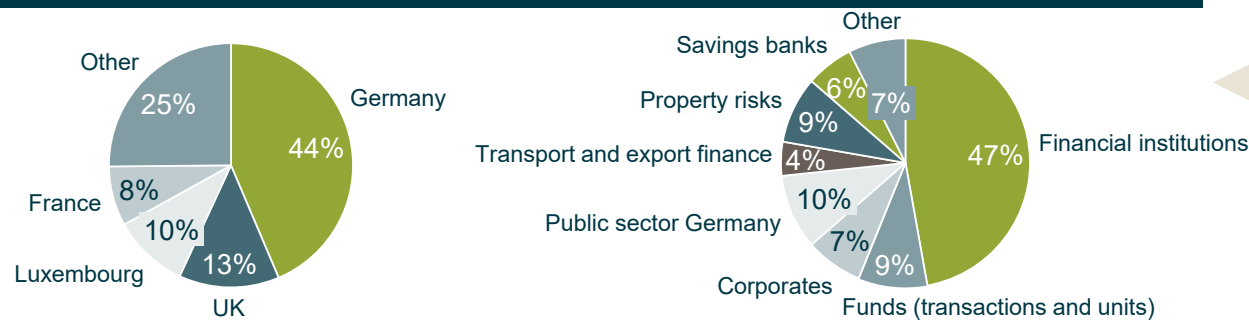 Other
25%
Germany
44%
France
8%
10%
Luxembourg
13%
UK
Other
Savings banks
6%
7%
Property risks
9%
Financial institutions
47%
Transport and export finance
4%
10%
Public sector Germany
7%
Corporates
9%
Funds (transactions and units)